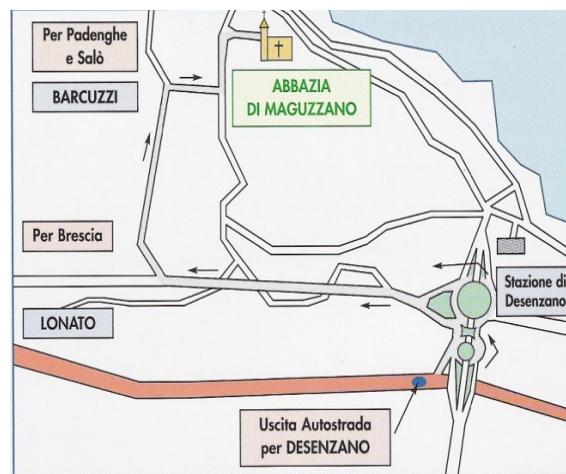 Per Padenghe
e Salò
BARCUZZI
ABBAZIA
DI MAGUZZANO
Per Brescia
LONATO
Stazione di
Desenzano
Uscita Autostrada
per DESENZANO